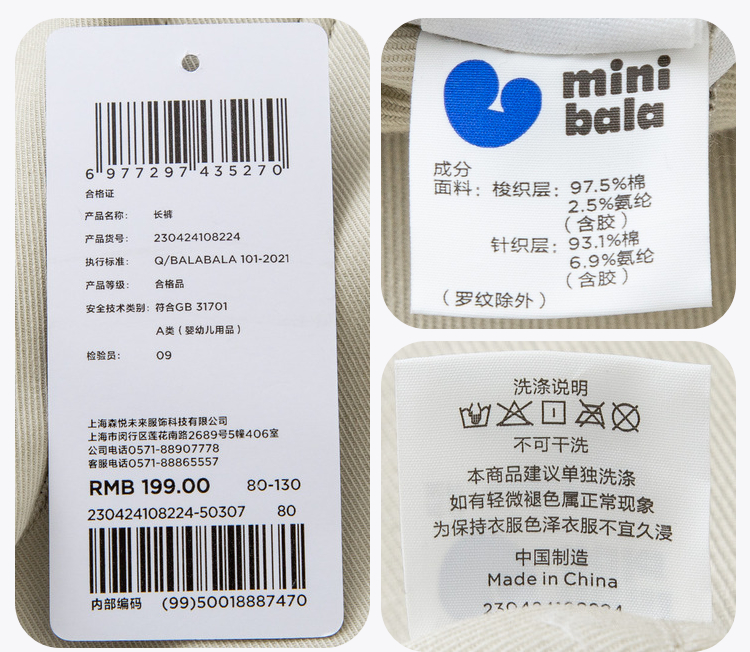 6 977297 435270
合格证
产品名称： 长裤
产品货号： 230424108224
执行标准： Q/BALABALA 101-2021
产品等级： 合格品
安全技术类别：符合GB 31701
A类（婴幼儿用品）
检验员： 09
上海森悦未来服饰科技有限公司
上海市闵行区莲花南路2689号5幢406室
公司电话0571-88907778
客服电话0571-88865557
RMB 199.00 80-130
230424108224-50307 80
内部编码 (99)50018887470
mini
bala
成分
面料：梭织层：97.5%棉
2.5%氨纶
（含胶）
针织层：93.1%棉
6.9%氨纶
（含胶）
（罗纹除外）
洗涤说明
不可干洗
本商品建议单独洗涤
如有轻微褪色属正常现象
为保持衣服色泽衣服不宜久浸
中国制造
Made in China
230424108224